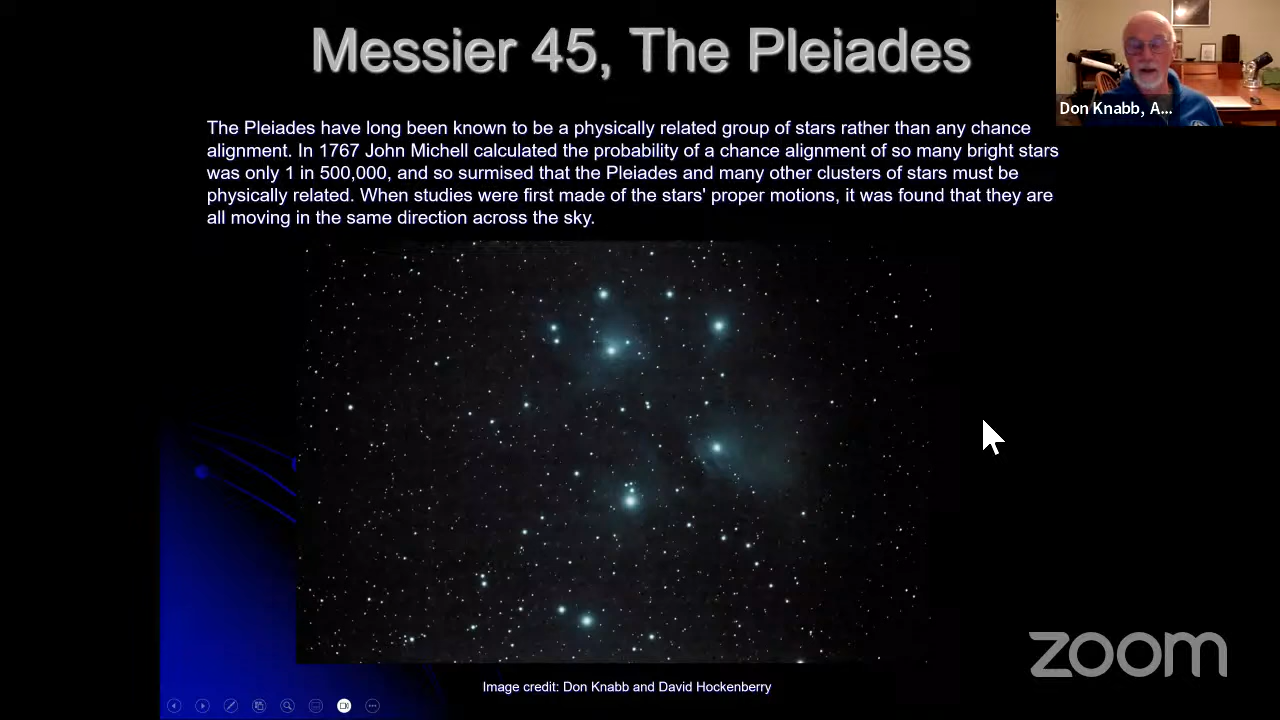 Messier 45, The Pleiades
Don Knabb, A...
The Pleiades have long been known to be a physically related group of stars rather than any chance
alignment. In 1767 John Michell calculated the probability of a chance alignment of so many bright stars
was only 1 in 500,000, and so surmised that the Pleiades and many other clusters of stars must be
physically related. When studies were first made of the stars' proper motions, it was found that they are
all moving in the same direction across the sky.
zoom
Image credit: Don Knabb and David Hockenberry